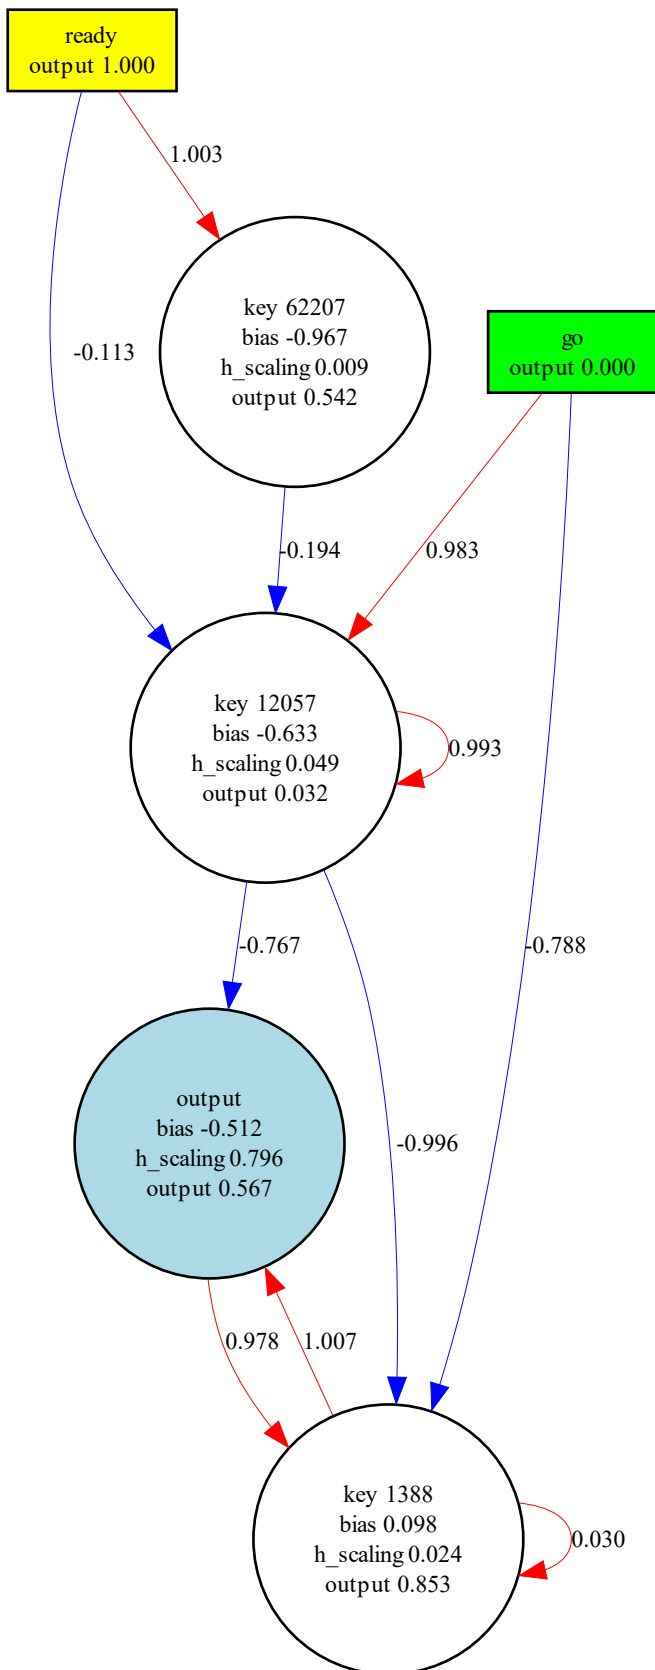 ready
output 1.000
1.003
key 62207
bias -0.967
h_scaling 0.009
output 0.542
go
output 0.000
-0.113
-0.194
0.983
key 12057
bias -0.633
h_scaling 0.049
output 0.032
0.993
-0.767
-0.788
output
bias -0.512
h_scaling 0.796
output 0.567
-0.996
0.978
1.007
key 1388
bias 0.098
h_scaling 0.024
output 0.853
0.030